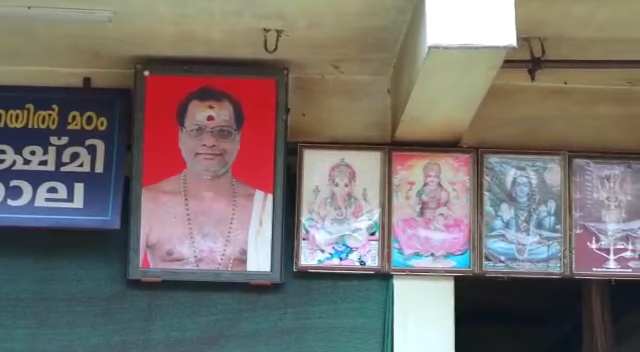 യിൽ മഠം
ക്ഷ്മി
ാല